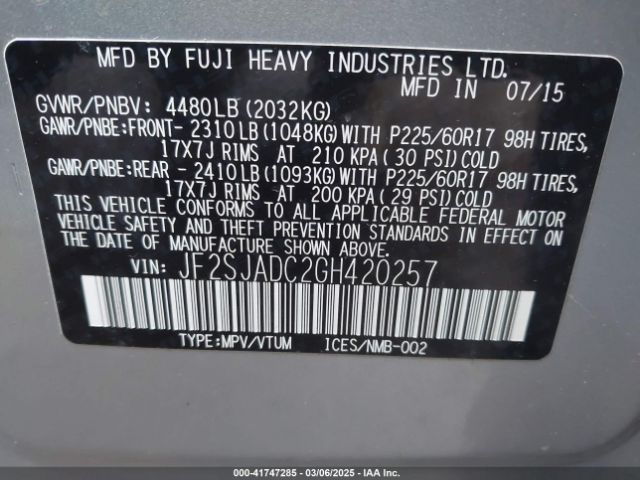 MFD BY FUJI HEAVY INDUSTRIES LTD.
MFD IN 07/15
GVWR/PNBV: 4480LB (2032KG)
GAWR/PNBE:FRONT- 2310LB(1048KG)WITH P225/60R17 98H TIRES,
17X7J RIMS AT 210 KPA(30 PSI)COLD
GAWR/PNBE:REAR - 2410LB(1093KG)WITH P225/60R17 98H TIRES,
17X7J RIMS AT 200 KPA(29 PSI)COLD
THIS VEHICLE CONFORMS TO ALL APPLICABLE FEDERAL MOTOR
VEHICLE SAFETY AND THEFT PREVENTION STANDARDS IN EFFECT ON
THE DATE OF MANUFACTURE SHOWN ABOVE.
VIN: JF2SJADC2GH420257
TYPE:MPV/VTUM ICES/NMB-002
000-41747285 - 03/06/2025 - IAA, LLC